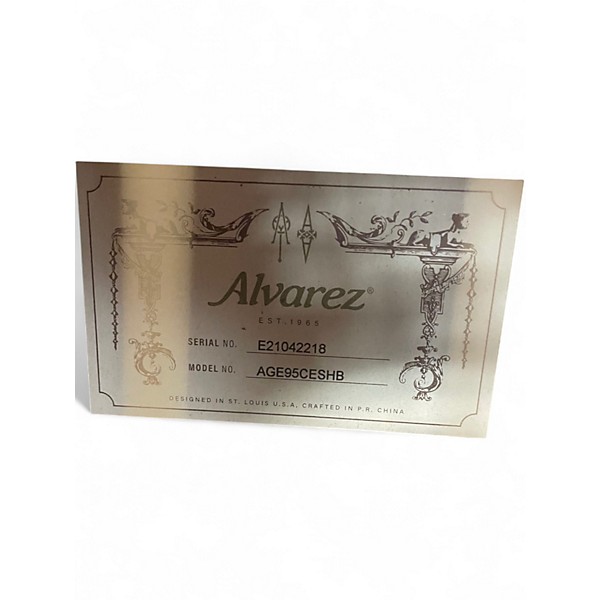 Alvarez®
EST. 1965
SERIAL NO. E21042218
MODEL NO. AGE95CESHB
DESIGNED IN ST. LOUIS U.S.A, CRAFTED IN P.R. CHINA